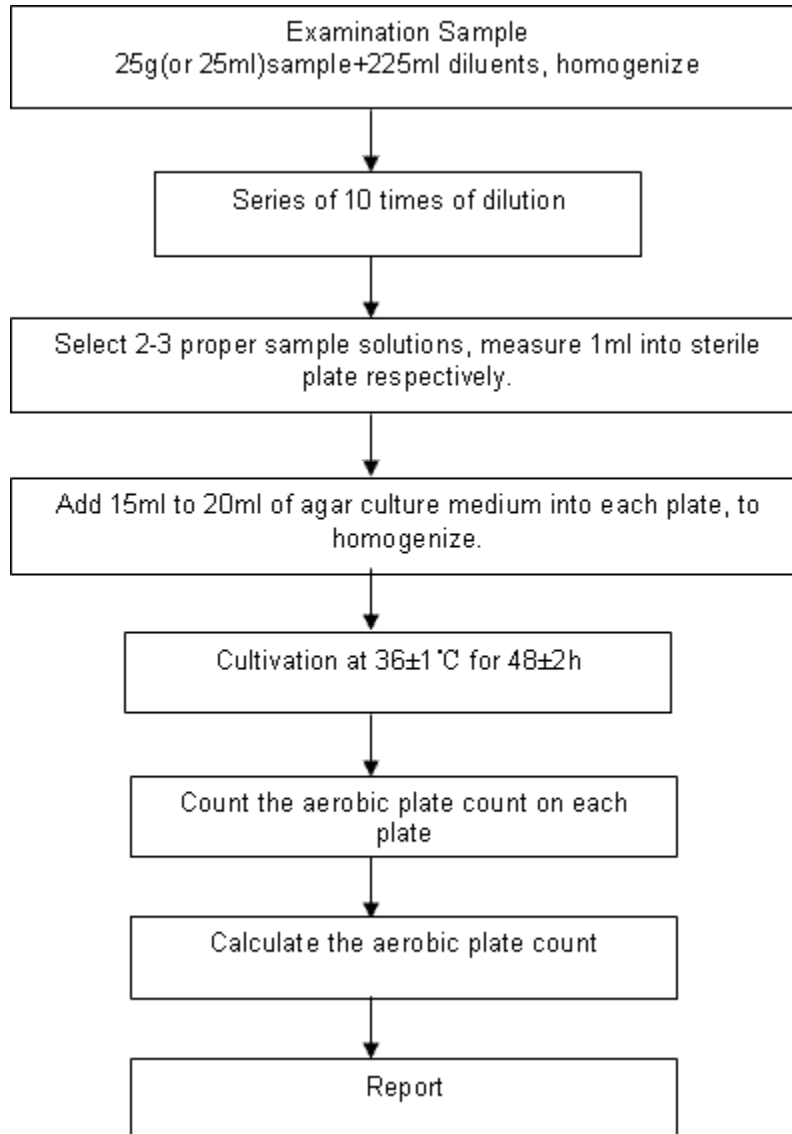 Examination Sample
25g(or 25ml)sample+225ml diluents, homogenize
Series of 10 times of dilution
Select 2-3 proper sample solutions, measure 1ml into sterile
plate respectively.
Add 15ml to 20ml of agar culture medium into each plate, to
homogenize.
Cultivation at 36±1℃ for 48±2h
Count the aerobic plate count on each
plate
Calculate the aerobic plate count
Report